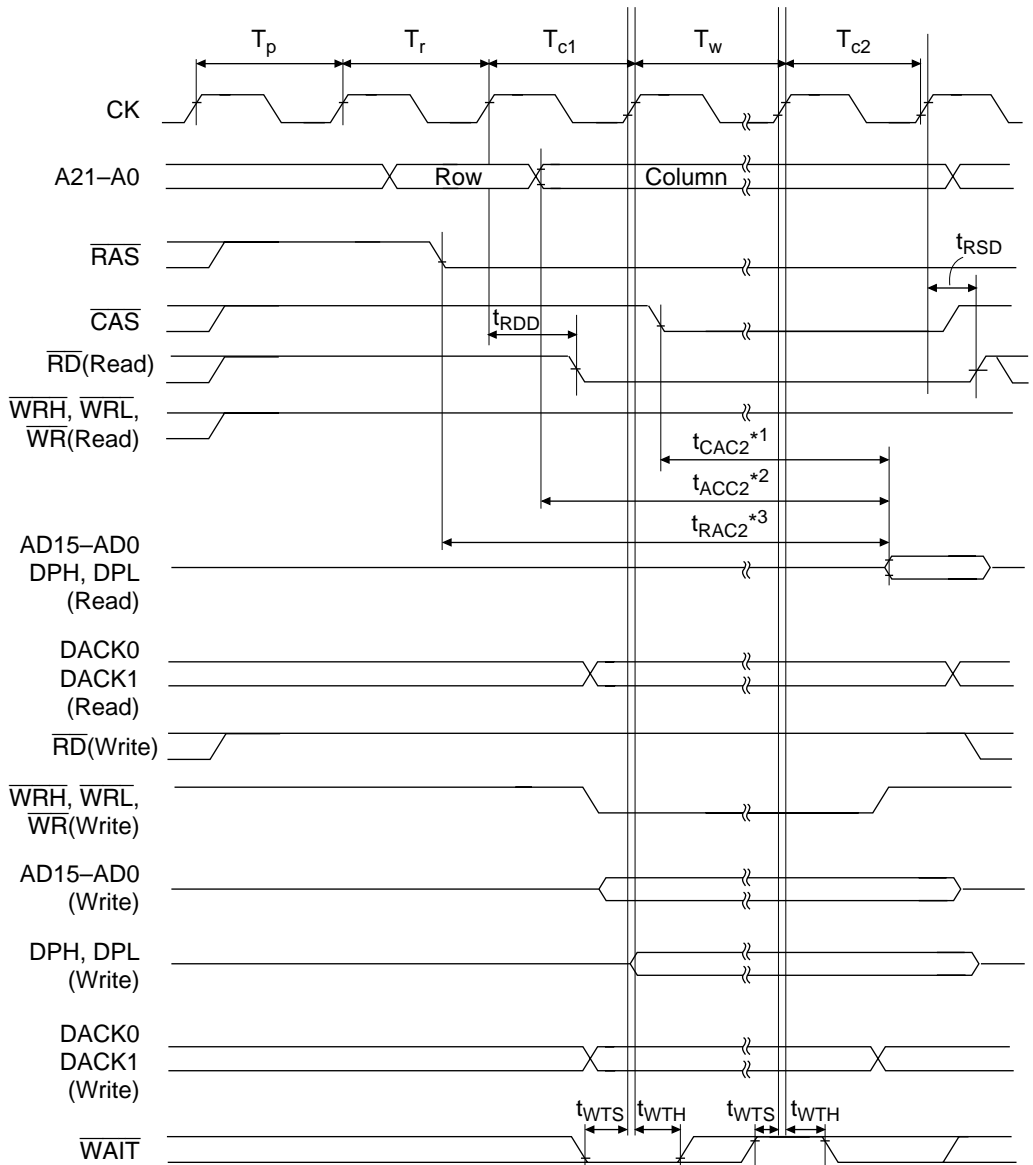 Tp Tr Tc1 Tw Tc2
CK
A21–A0 Row Column
RAS tRSD
CAS
tRDD
RD(Read)
WRH, WRL,
WR(Read)
tCAC2*1
tACC2*2
tRAC2*3
AD15–AD0
DPH, DPL
(Read)
DACK0
DACK1
(Read)
RD(Write)
WRH, WRL,
WR(Write)
AD15–AD0
(Write)
DPH, DPL
(Write)
DACK0
DACK1
(Write)
tWTS tWTH tWTS tWTH
WAIT